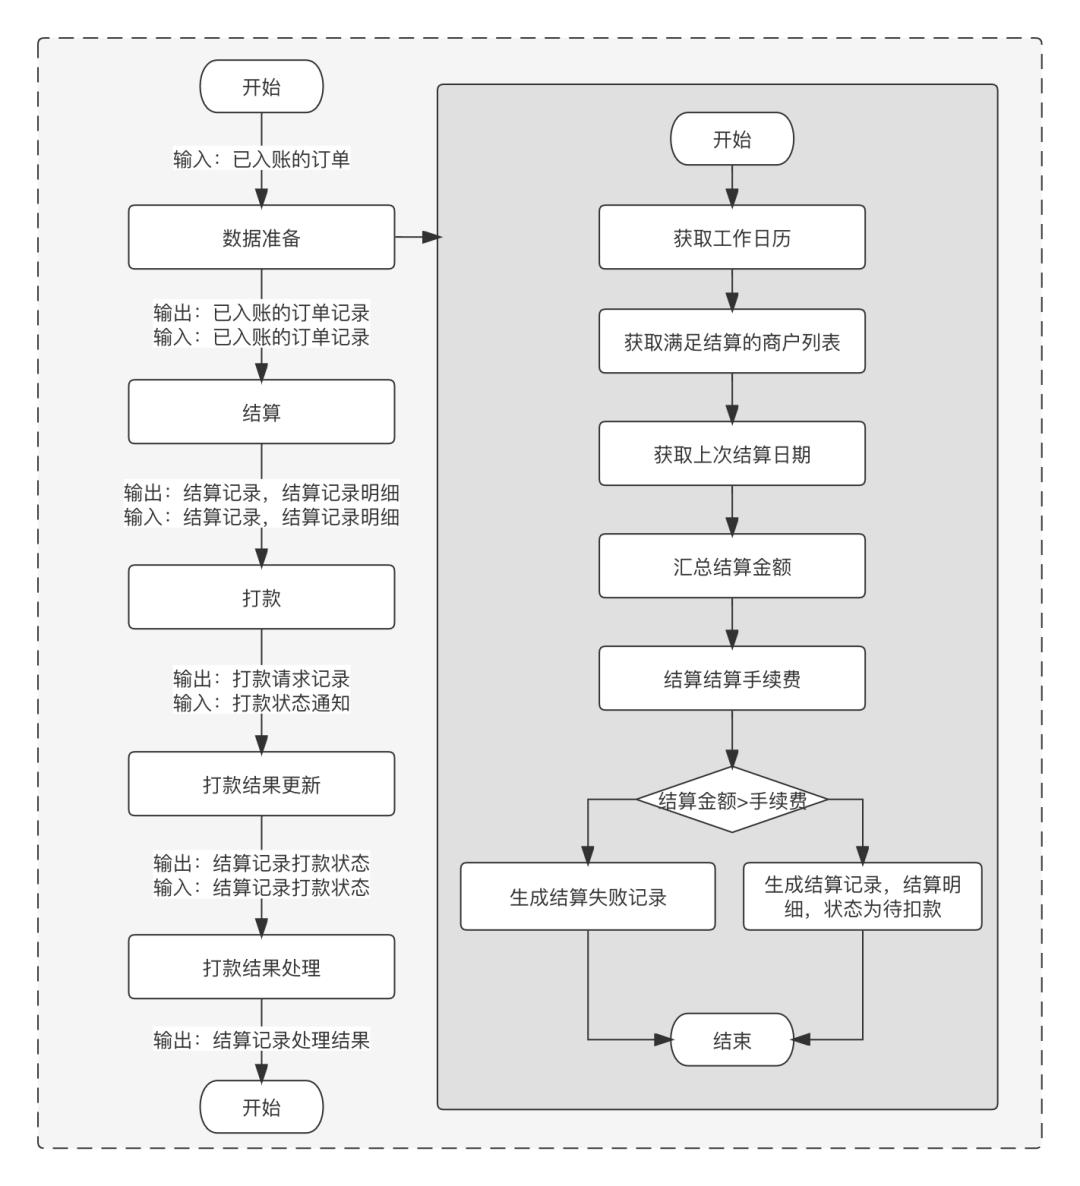 开始
输入：已入账的订单
数据准备
输出：已入账的订单记录
输入：已入账的订单记录
结算
输出：结算记录，结算记录明细
输入：结算记录，结算记录明细
打款
输出：打款请求记录
输入：打款状态通知
打款结果更新
输出：结算记录打款状态
输入：结算记录打款状态
打款结果处理
输出：结算记录处理结果
开始
开始
获取工作日历
获取满足结算的商户列表
获取上次结算日期
汇总结算金额
结算结算手续费
结算金额>手续费
生成结算失败记录
生成结算记录，结算明
细，状态为待扣款
结束